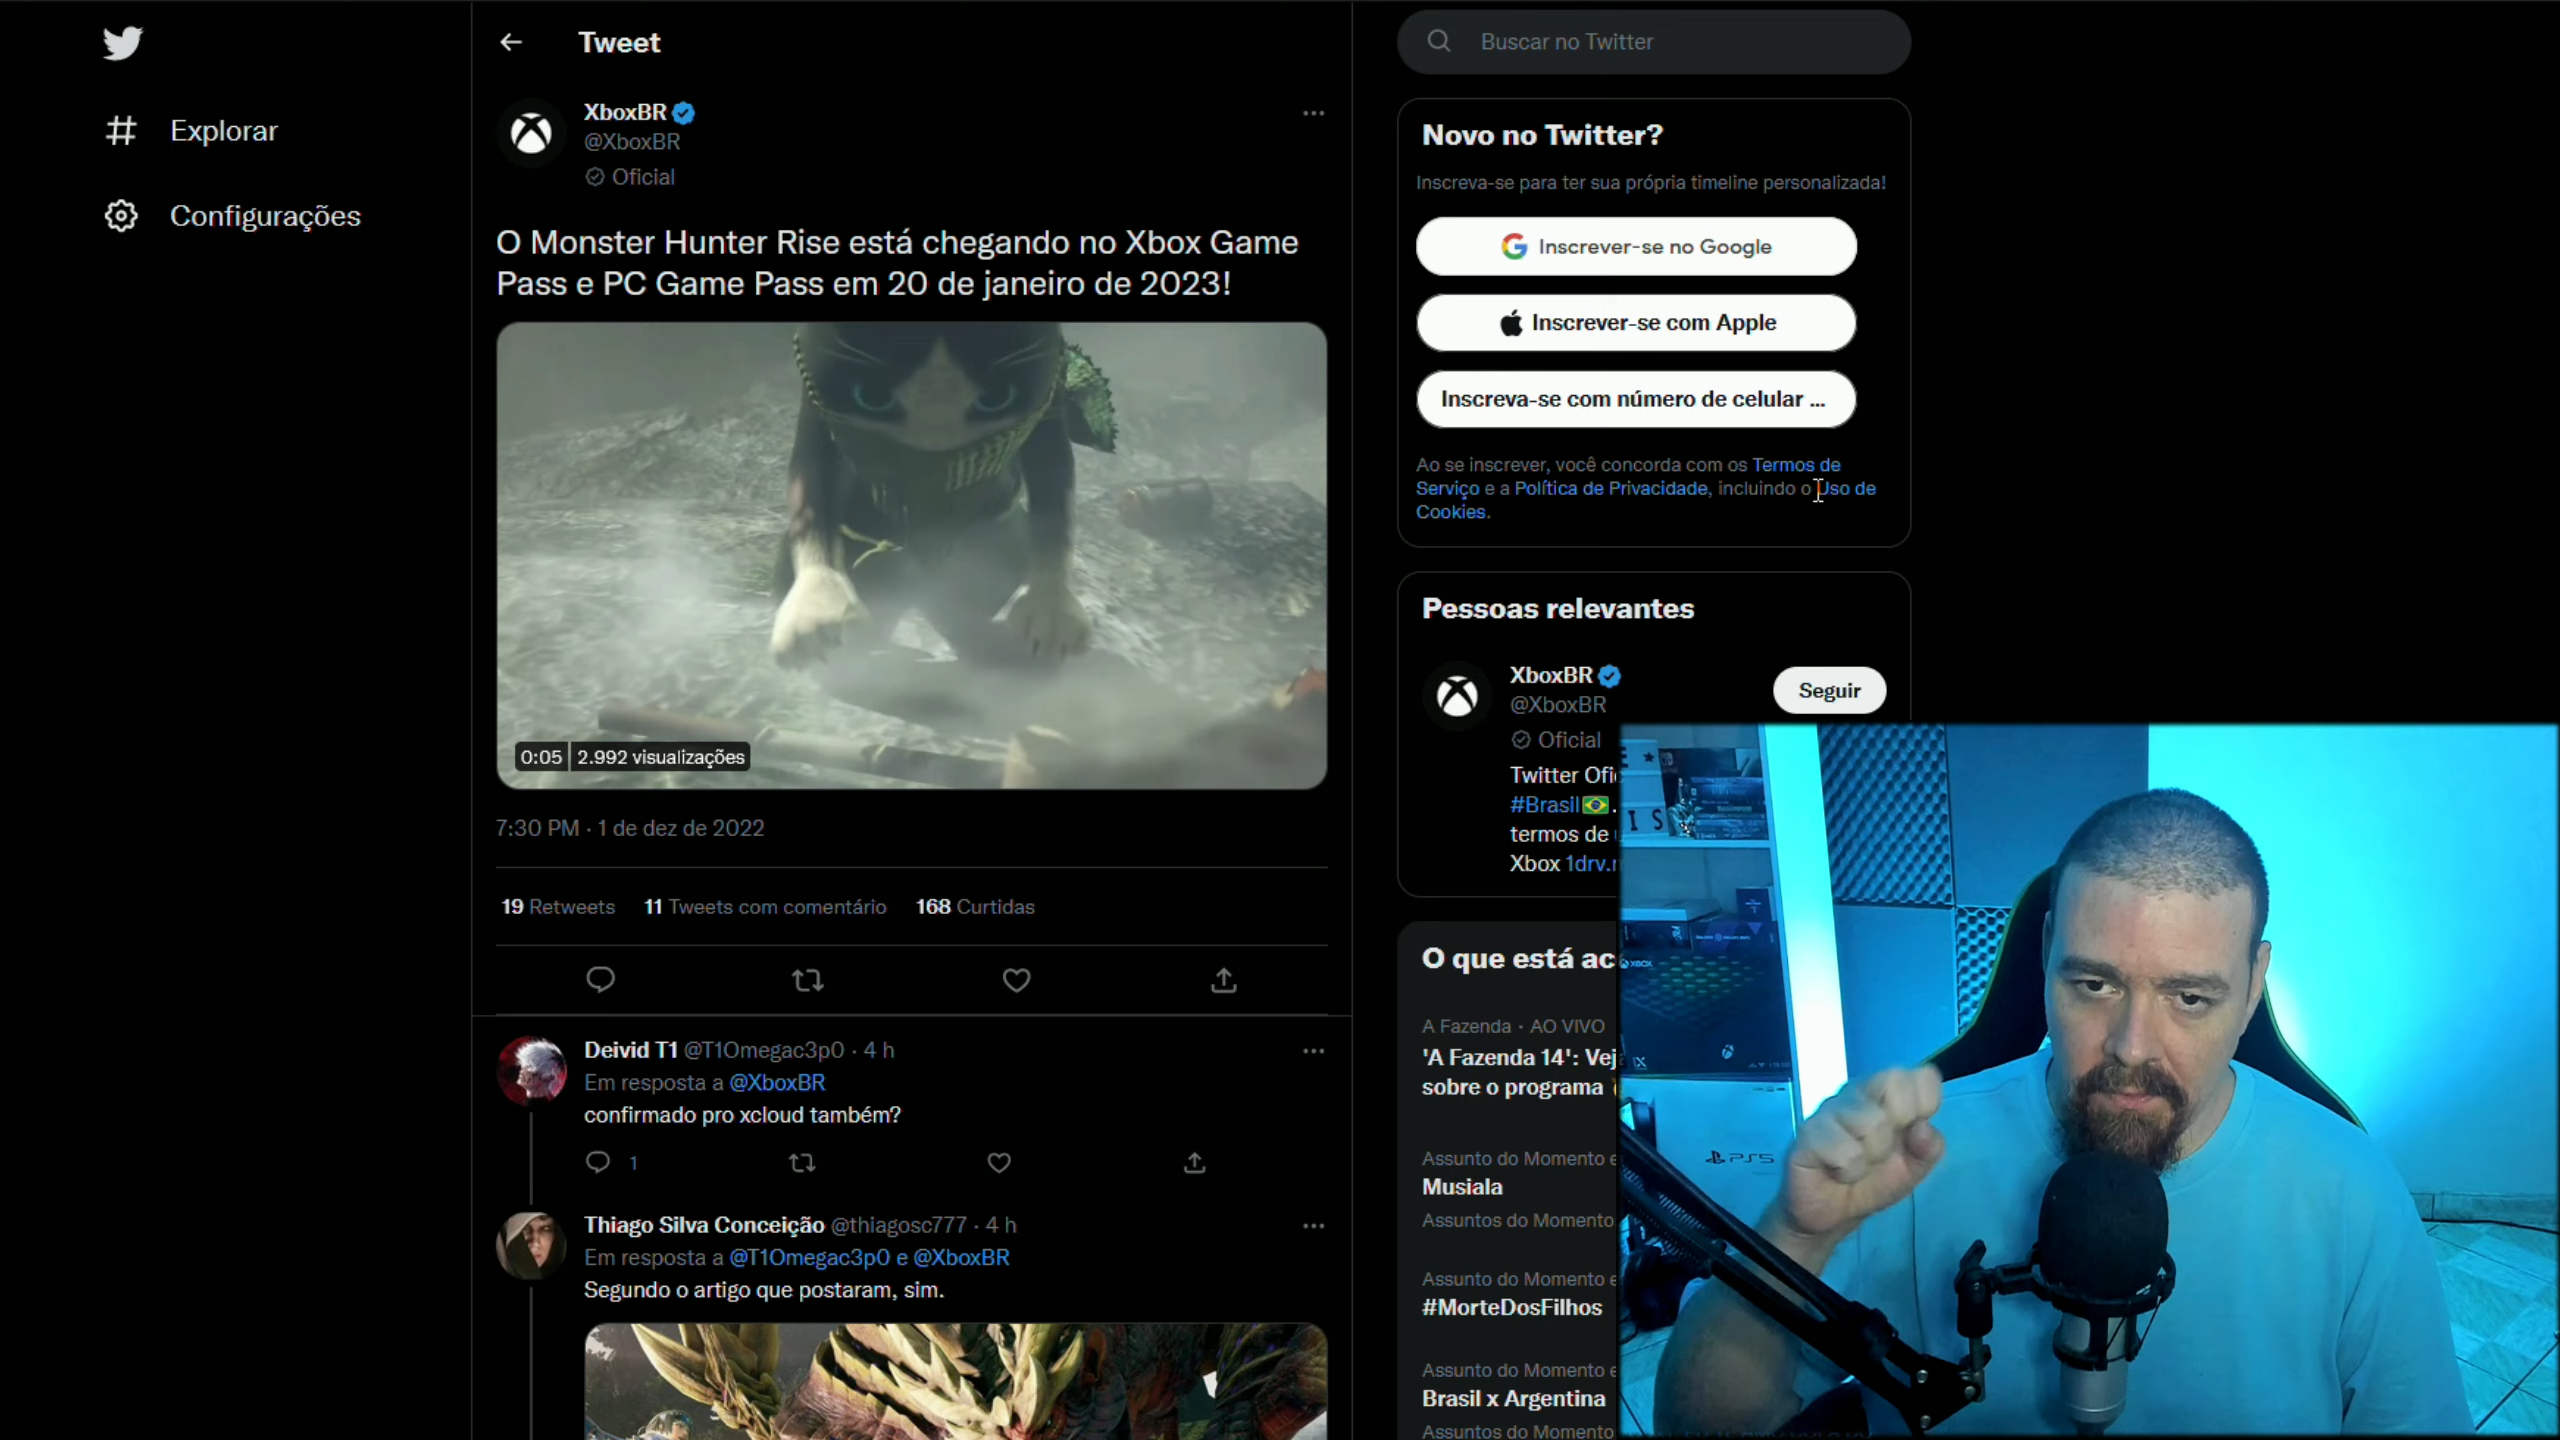 Tweet
Buscar no Twitter
Explorar
Configurações
XboxBR
@XboxBR
Oficial
O Monster Hunter Rise está chegando no Xbox Game
Pass e PC Game Pass em 20 de janeiro de 2023!
0:05
2.992 visualizações
7:30 PM · 1 de dez de 2022
19 Retweets 11 Tweets com comentário 168 Curtidas
Deivid T1 @T1Omegac3p0 · 4 h
Em resposta a @XboxBR
confirmado pro xcloud também?
1
Thiago Silva Conceição @thiagosc777 · 4 h
Em resposta a @T1Omegac3p0 e @XboxBR
Segundo o artigo que postaram, sim.
Novo no Twitter?
Inscreva-se para ter sua própria timeline personalizada!
Inscrever-se no Google
Inscrever-se com Apple
Inscreva-se com número de celular ...
Ao se inscrever, você concorda com os Termos de
Serviço e a Política de Privacidade, incluindo o Uso de
Cookies.
Pessoas relevantes
XboxBR
@XboxBR
Seguir
Oficial
Twitter Ofi
#Brasil
termos de
Xbox 1drv.
O que está ac
A Fazenda · AO VIVO
'A Fazenda 14': Vej
sobre o programa
Assunto do Momento e
Musiala
Assuntos do Momento
Assunto do Momento e
#MorteDosFilhos
Assunto do Momento e
Brasil x Argentina
Assuntos do Momento
XBOX
PS5